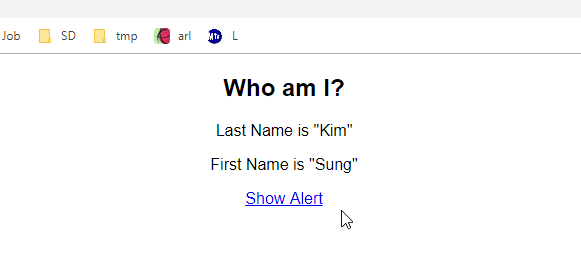 Job SD tmp arl L
Who am I?
Last Name is "Kim"
First Name is "Sung"
Show Alert